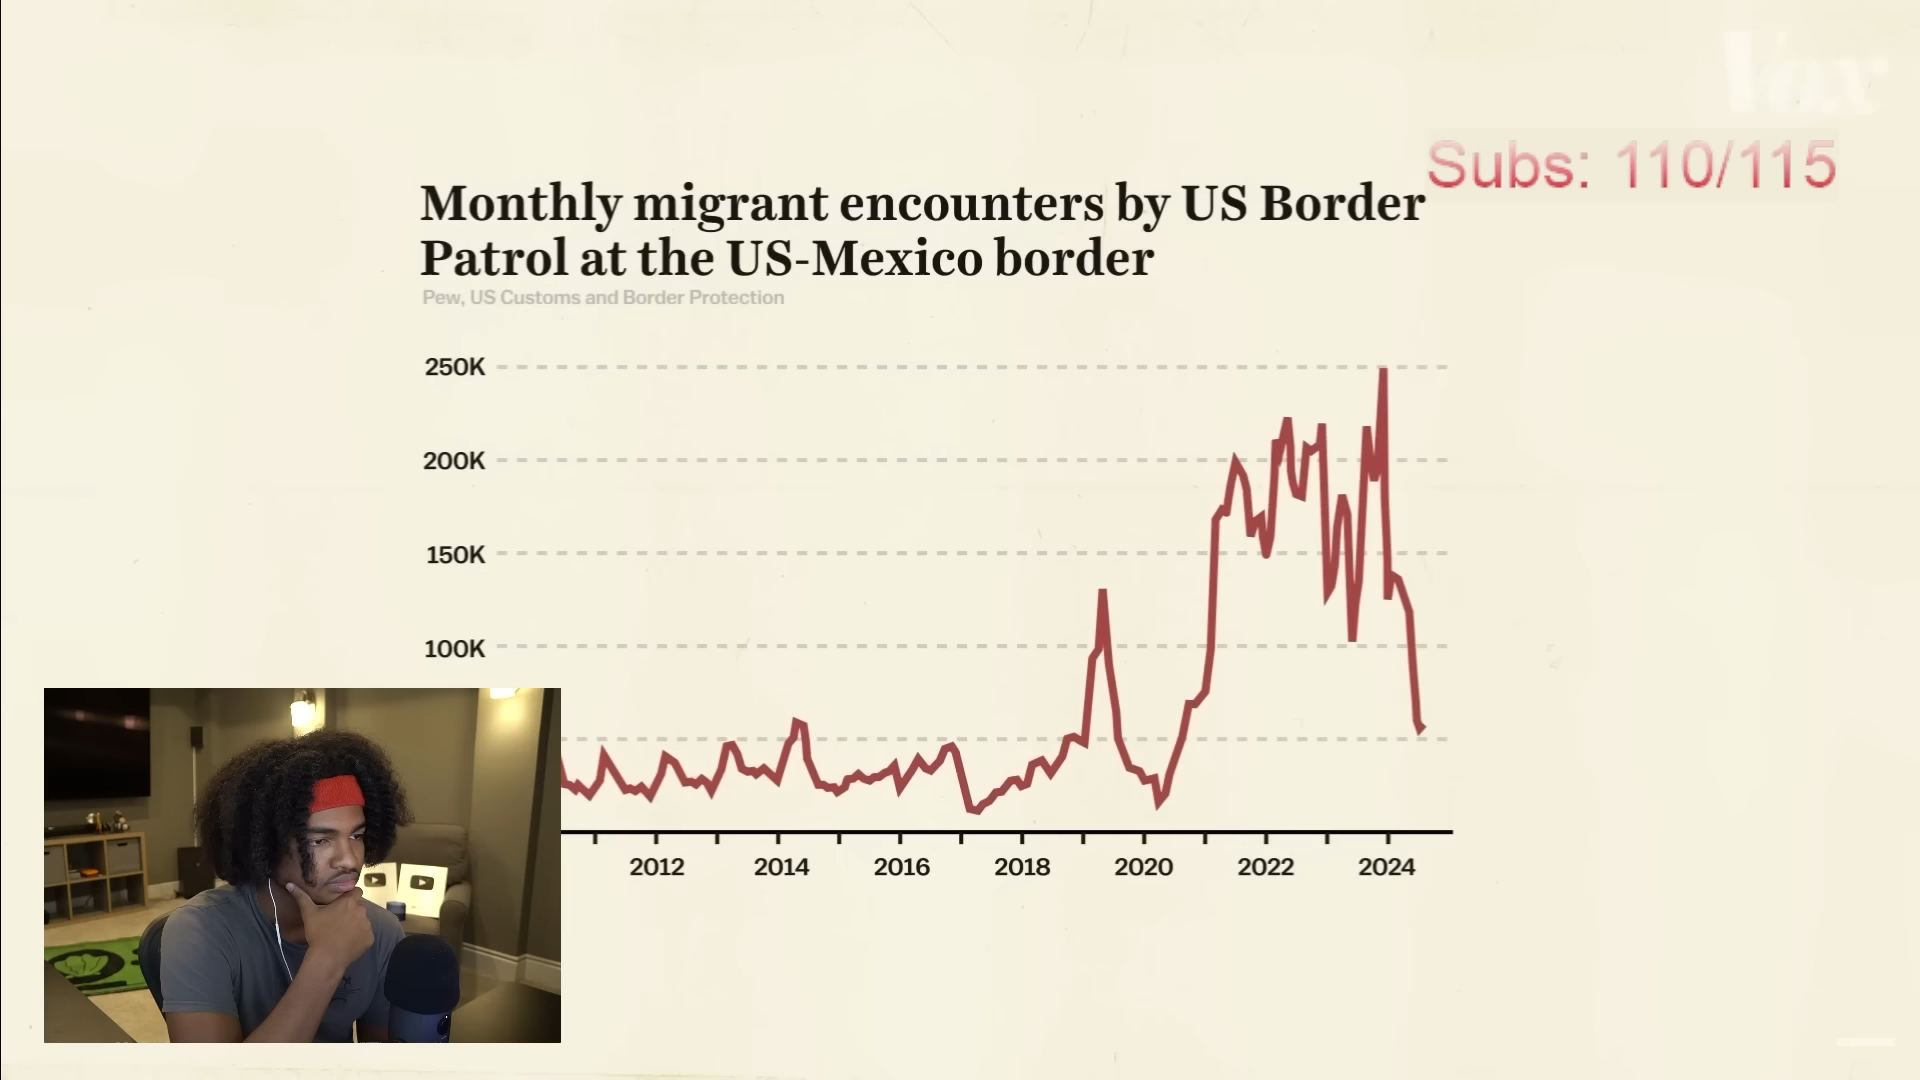 Vox
Subs: 110/115
Monthly migrant encounters by US Border
Patrol at the US-Mexico border
Pew, US Customs and Border Protection
250K
200K
150K
100K
2012 2014 2016 2018 2020 2022 2024